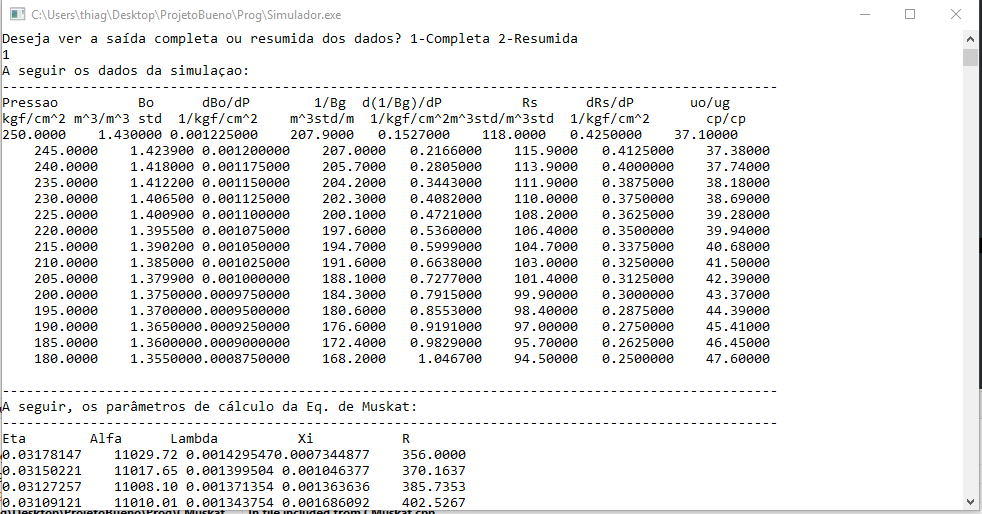 C:\Users\thiag\Desktop\ProjetoBueno\Prog\Simulador.exe
Deseja ver a saída completa ou resumida dos dados? 1-Completa 2-Resumida
1
A seguir os dados da simulaçao:
-------------------------------------------------------------------------------------------------
Pressao Bo dBo/dP 1/Bg d(1/Bg)/dP Rs dRs/dP uo/ug
kgf/cm^2 m^3/m^3 std 1/kgf/cm^2 m^3std/m 1/kgf/cm^2m^3std/m^3std 1/kgf/cm^2 cp/cp
250.0000 1.430000 0.001225000 207.9000 0.1527000 118.0000 0.4250000 37.10000
245.0000 1.423900 0.001200000 207.0000 0.2166000 115.9000 0.4125000 37.38000
240.0000 1.418000 0.001175000 205.7000 0.2805000 113.9000 0.4000000 37.74000
235.0000 1.412200 0.001150000 204.2000 0.3443000 111.9000 0.3875000 38.18000
230.0000 1.406500 0.001125000 202.3000 0.4082000 110.0000 0.3750000 38.69000
225.0000 1.400900 0.001100000 200.1000 0.4721000 108.2000 0.3625000 39.28000
220.0000 1.395500 0.001075000 197.6000 0.5360000 106.4000 0.3500000 39.94000
215.0000 1.390200 0.001050000 194.7000 0.5999000 104.7000 0.3375000 40.68000
210.0000 1.385000 0.001025000 191.6000 0.6638000 103.0000 0.3250000 41.50000
205.0000 1.379900 0.001000000 188.1000 0.7277000 101.4000 0.3125000 42.39000
200.0000 1.3750000.0009750000 184.3000 0.7915000 99.90000 0.3000000 43.37000
195.0000 1.3700000.0009500000 180.6000 0.8553000 98.40000 0.2875000 44.39000
190.0000 1.3650000.0009250000 176.6000 0.9191000 97.00000 0.2750000 45.41000
185.0000 1.3600000.0009000000 172.4000 0.9829000 95.70000 0.2625000 46.45000
180.0000 1.3550000.0008750000 168.2000 1.046700 94.50000 0.2500000 47.60000
-------------------------------------------------------------------------------------------------
A seguir, os parâmetros de cálculo da Eq. de Muskat:
-------------------------------------------------------------------------------------------------
Eta Alfa Lambda Xi R
0.03178147 11029.72 0.0014295470.0007344877 356.0000
0.03150221 11017.65 0.001399504 0.001046377 370.1637
0.03127257 11008.10 0.001371354 0.001363636 385.7353
0.03109121 11010.01 0.001343754 0.001686092 402.5267